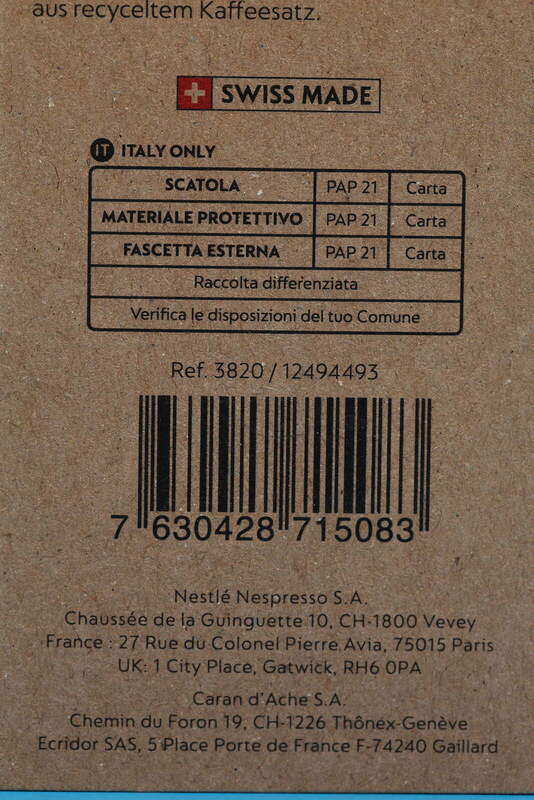 aus recyceltem Kaffeesatz.
SWISS MADE
IT ITALY ONLY
SCATOLA PAP 21 Carta
MATERIALE PROTETTIVO PAP 21 Carta
FASCETTA ESTERNA PAP 21 Carta
Raccolta differenziata
Verifica le disposizioni del tuo Comune
Ref. 3820 / 12494493
7 630428 715083
Nestlé Nespresso S.A.
Chaussée de la Guinguette 10, CH-1800 Vevey
France : 27 Rue du Colonel Pierre Avia, 75015 Paris
UK: 1 City Place, Gatwick, RH6 0PA
Caran d'Ache S.A.
Chemin du Foron 19, CH-1226 Thônex-Genève
Ecridor SAS, 5 Place Porte de France F-74240 Gaillard